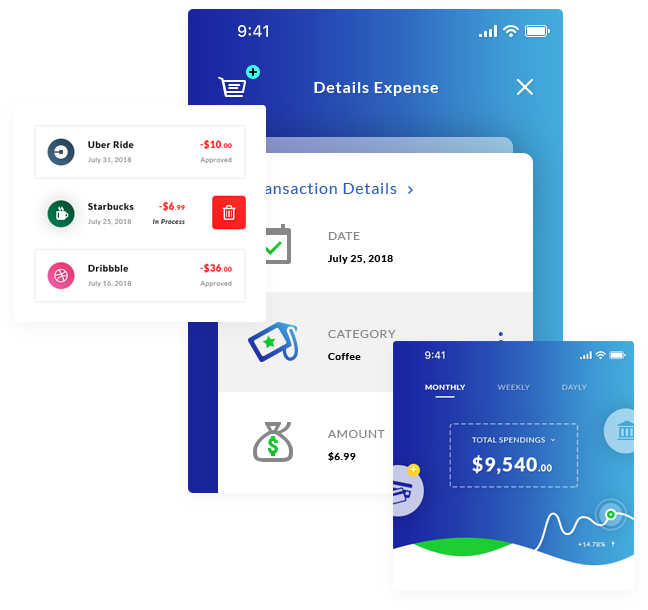 9:41
Details Expense
Uber Ride
-$10.00
July 31, 2018
Approved
Starbucks
-$6.99
July 25, 2018
In Process
Dribbble
-$36.00
July 16, 2018
Approved
ansaction Details
DATE
July 25, 2018
CATEGORY
Coffee
AMOUNT
$6.99
9:41
MONTHLY
WEEKLY
DAYLY
TOTAL SPENDINGS
$9,540.00
+14.78%